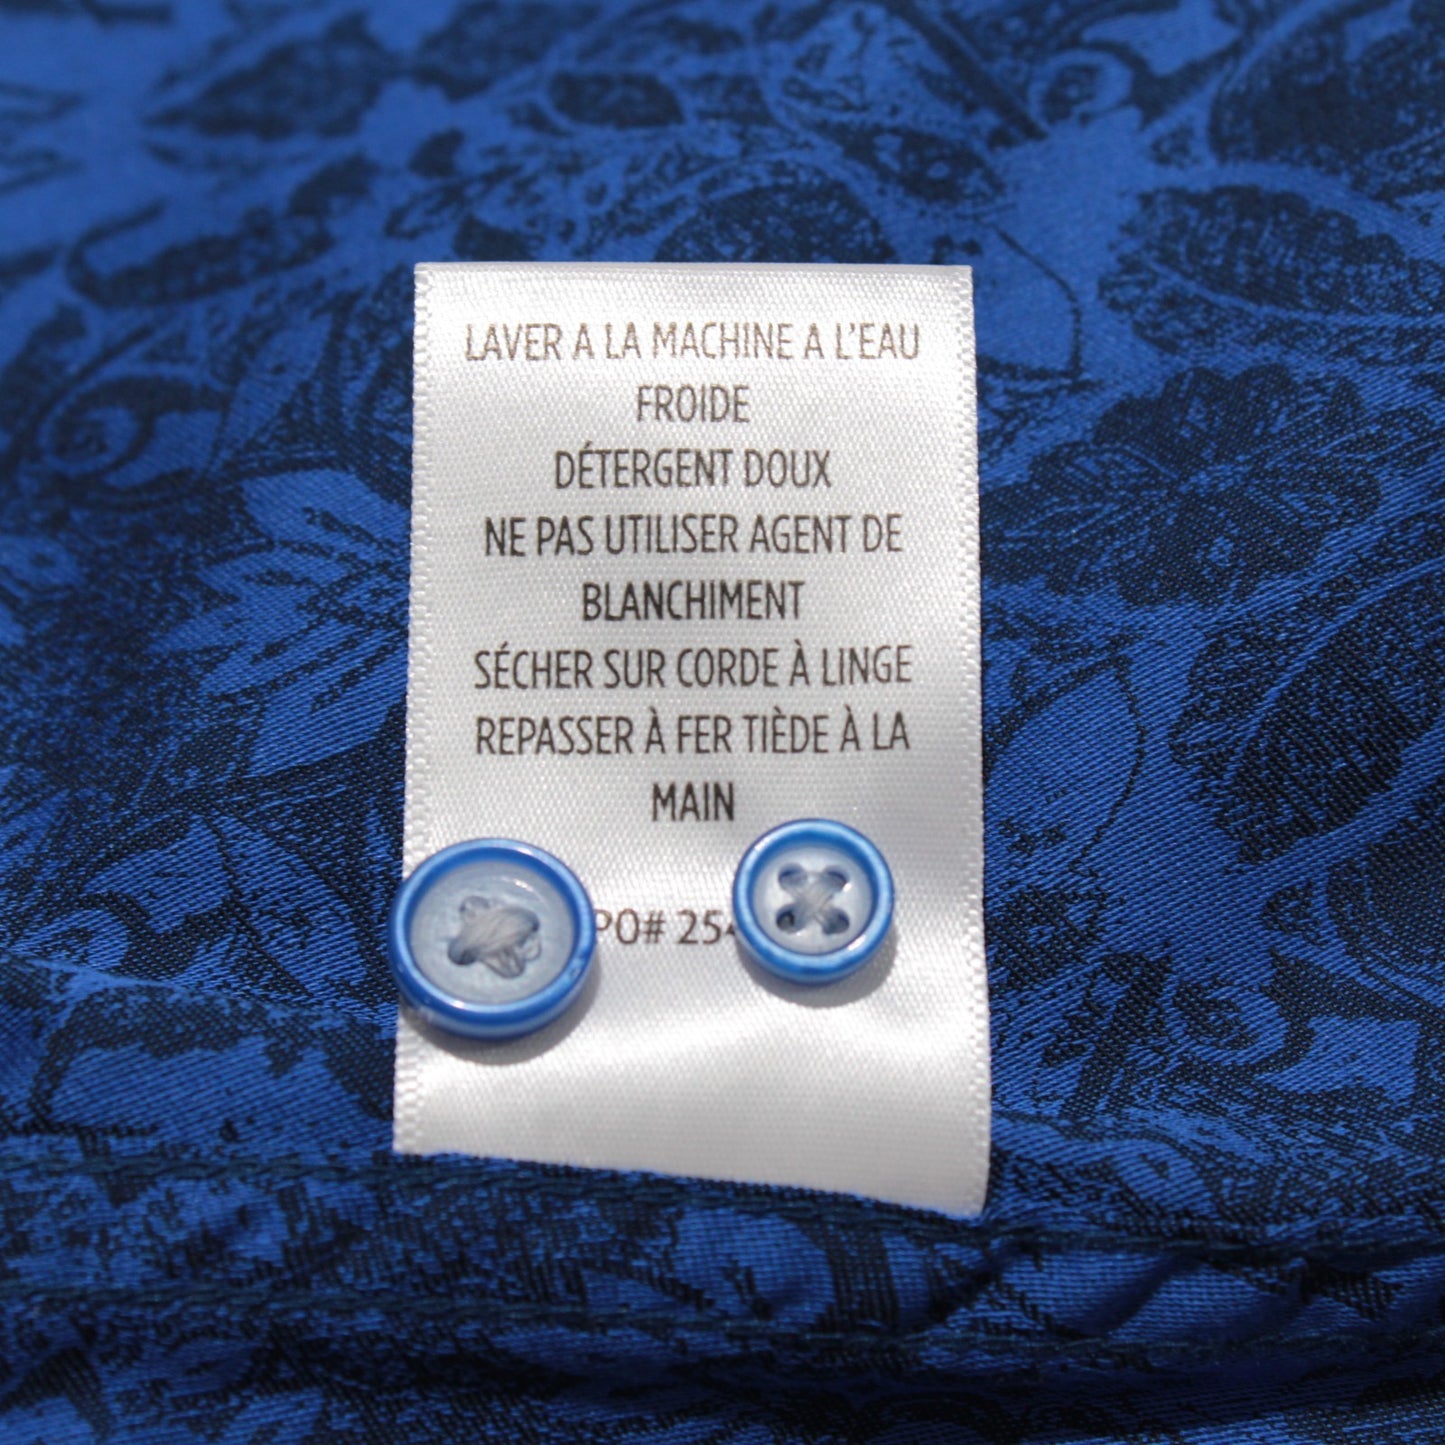 LAVER A LA MACHINE A L'EAU
FROIDE
DÉTERGENT DOUX
NE PAS UTILISER AGENT DE
BLANCHIMENT
SÉCHER SUR CORDE À LINGE
REPASSER À FER TIÈDE À LA
MAIN
PO#